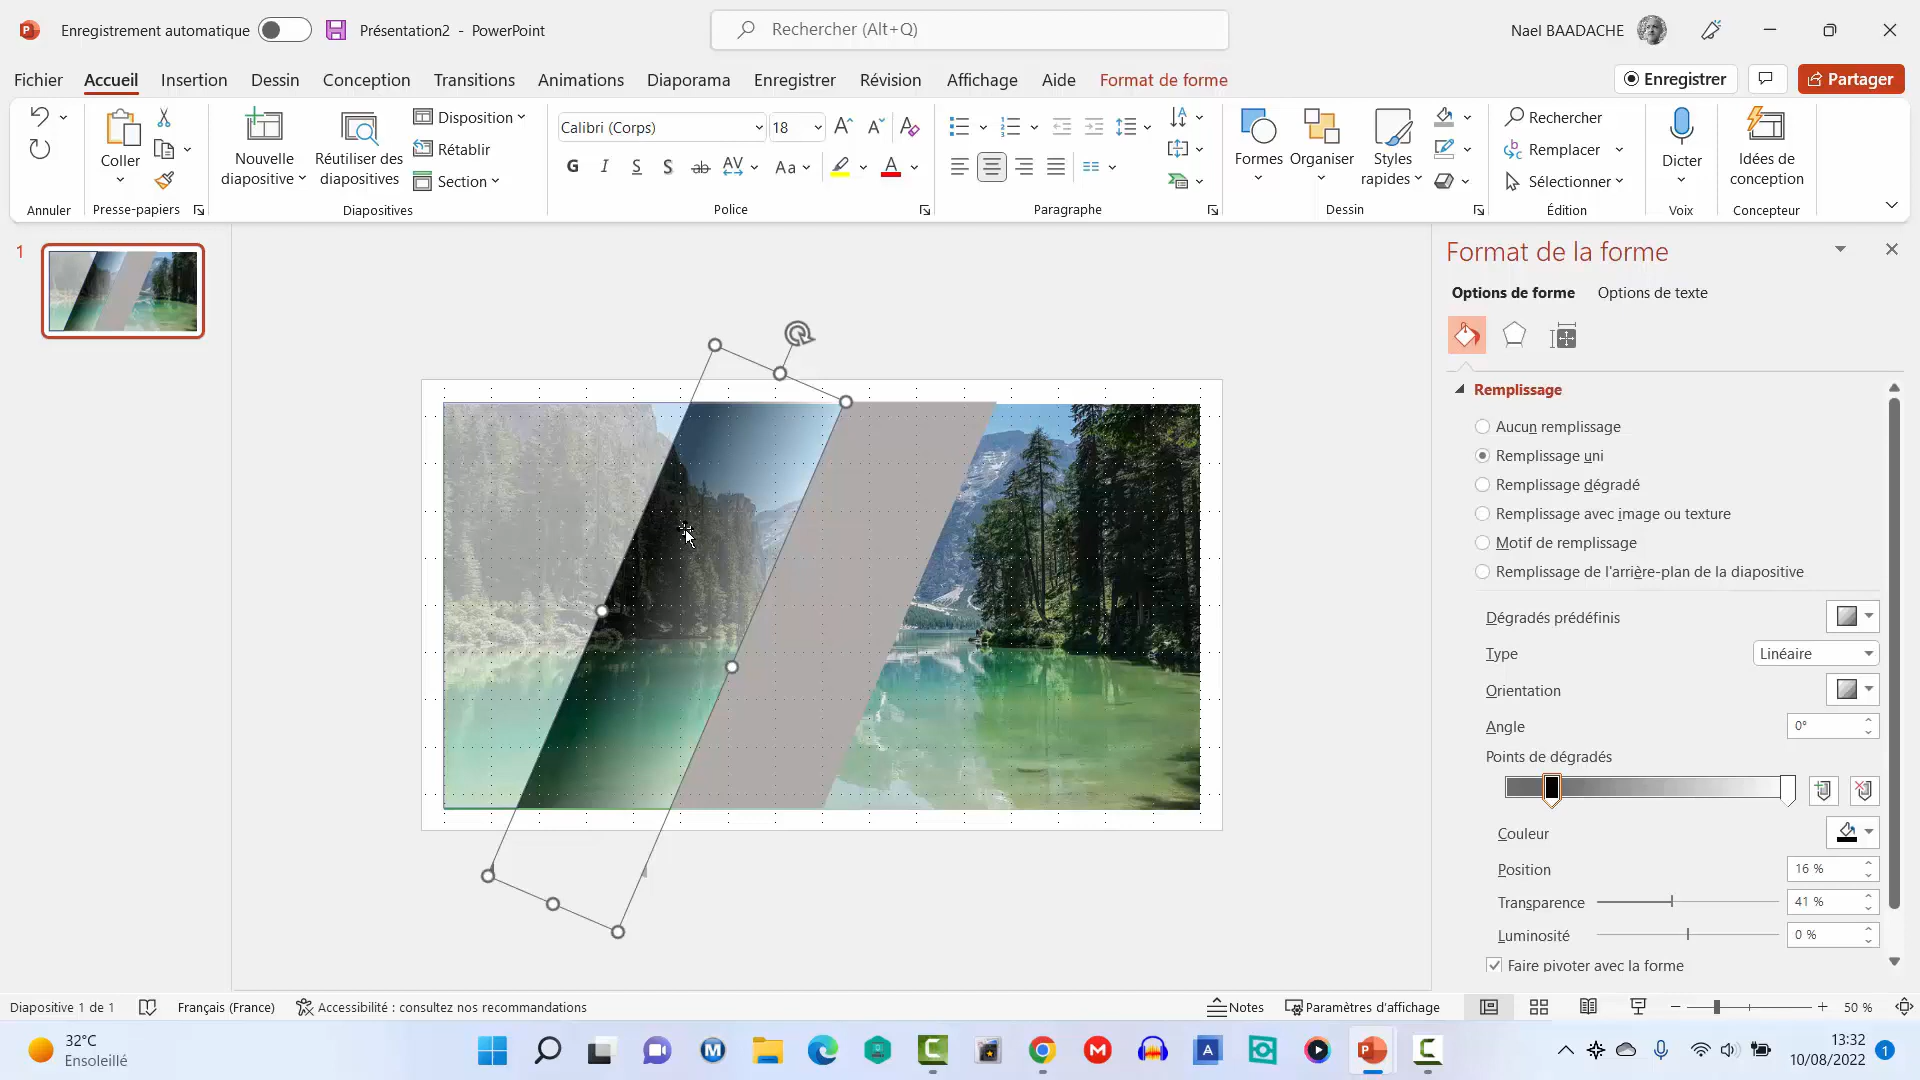 Enregistrement automatique
Présentation2 - PowerPoint
Rechercher (Alt+Q)
Nael BAADACHE
Fichier Accueil Insertion Dessin Conception Transitions Animations Diaporama Enregistrer Révision Affichage Aide Format de forme
Enregistrer
Partager
Annuler
Coller
Presse-papiers
Nouvelle
diapositive
Réutiliser des
diapositives
Disposition
Rétablir
Section
Diapositives
Calibri (Corps)
18
G I S S ab AV Aa A
Police
Paragraphe
Formes
Organiser
Styles
rapides
Dessin
Rechercher
Remplacer
Sélectionner
Édition
Dicter
Voix
Idées de
conception
Concepteur
1
Format de la forme
Options de forme Options de texte
Remplissage
Aucun remplissage
Remplissage uni
Remplissage dégradé
Remplissage avec image ou texture
Motif de remplissage
Remplissage de l'arrière-plan de la diapositive
Dégradés prédéfinis
Type Linéaire
Orientation
Angle 0°
Points de dégradés
Couleur
Position 16 %
Transparence 41 %
Luminosité 0 %
Faire pivoter avec la forme
Diapositive 1 de 1
Français (France)
Accessibilité : consultez nos recommandations
Notes
Paramètres d'affichage
50 %
32°C
Ensoleillé
13:32
10/08/2022
1